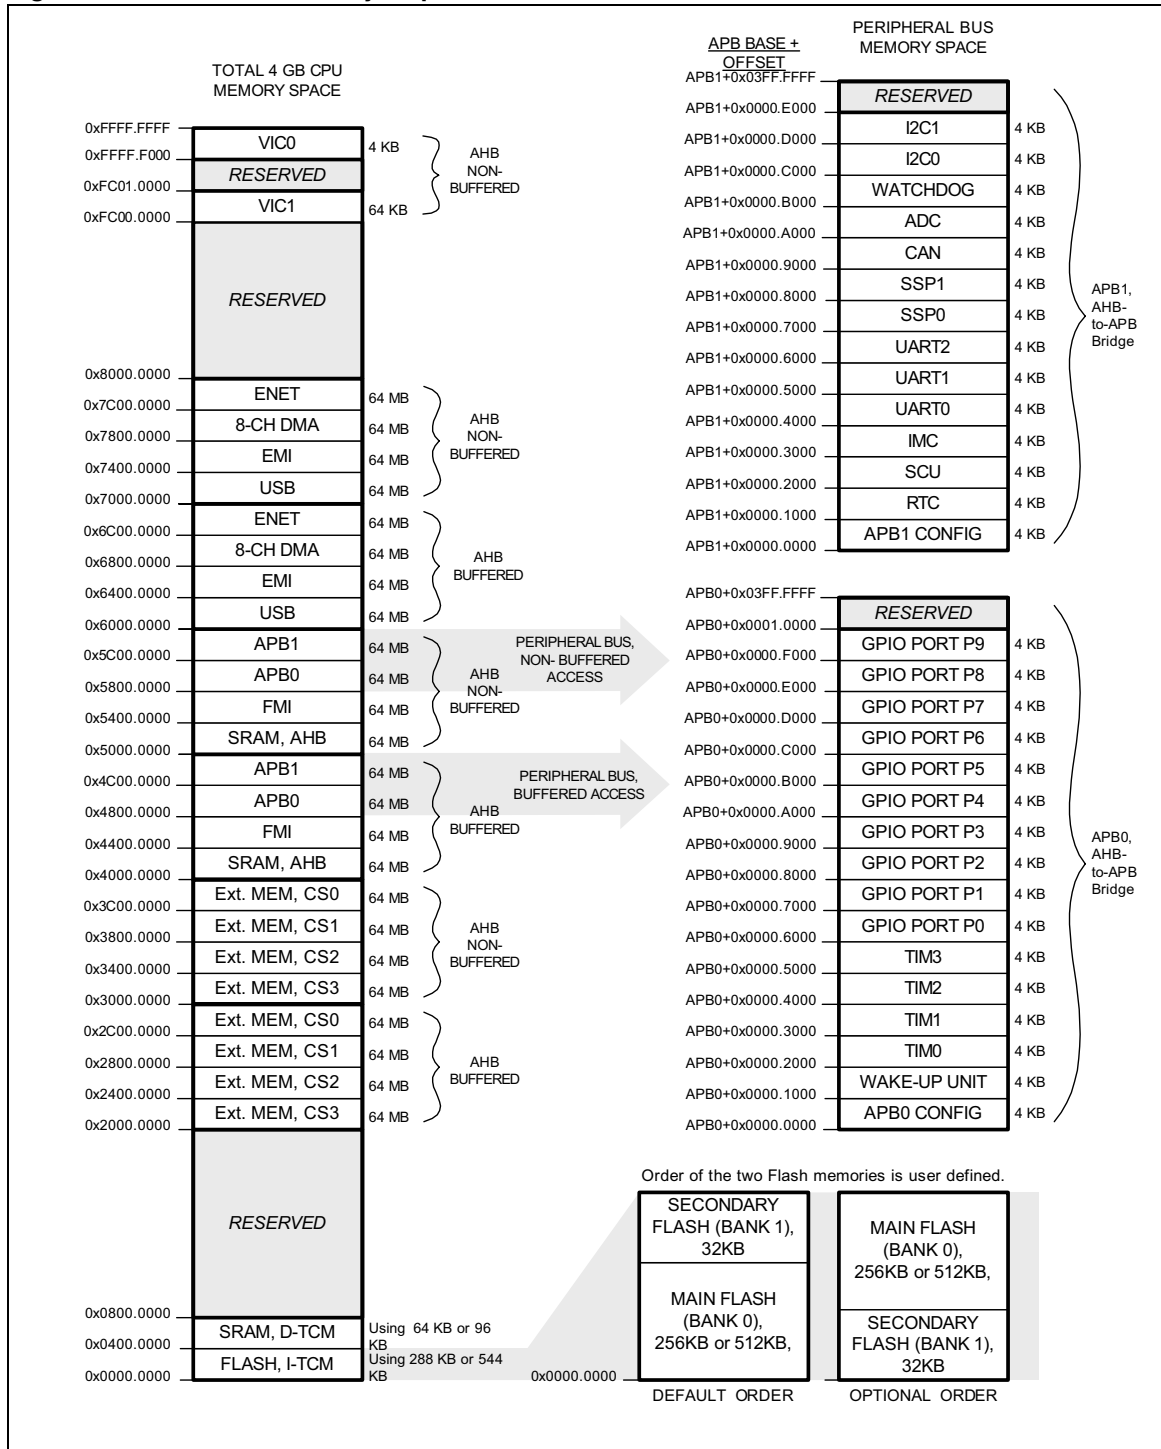 TOTAL 4 GB CPU
MEMORY SPACE
0xFFFF.FFFF
VIC0
4 KB
0xFFFF.F000
RESERVED
0xFC01.0000
VIC1
64 KB
0xFC00.0000
AHB
NON-
BUFFERED
RESERVED
0x8000.0000
ENET
64 MB
0x7C00.0000
8-CH DMA
64 MB
0x7800.0000
EMI
64 MB
0x7400.0000
USB
64 MB
0x7000.0000
AHB
NON-
BUFFERED
ENET
64 MB
0x6C00.0000
8-CH DMA
64 MB
0x6800.0000
EMI
64 MB
0x6400.0000
USB
64 MB
0x6000.0000
AHB
BUFFERED
APB1
64 MB
0x5C00.0000
APB0
64 MB
0x5800.0000
FMI
64 MB
0x5400.0000
SRAM, AHB
64 MB
0x5000.0000
AHB
NON-
BUFFERED
PERIPHERAL BUS,
NON- BUFFERED
ACCESS
APB1
64 MB
0x4C00.0000
APB0
64 MB
0x4800.0000
FMI
64 MB
0x4400.0000
SRAM, AHB
64 MB
0x4000.0000
AHB
BUFFERED
PERIPHERAL BUS,
BUFFERED ACCESS
Ext. MEM, CS0
64 MB
0x3C00.0000
Ext. MEM, CS1
64 MB
0x3800.0000
Ext. MEM, CS2
64 MB
0x3400.0000
Ext. MEM, CS3
64 MB
0x3000.0000
AHB
NON-
BUFFERED
Ext. MEM, CS0
64 MB
0x2C00.0000
Ext. MEM, CS1
64 MB
0x2800.0000
Ext. MEM, CS2
64 MB
0x2400.0000
Ext. MEM, CS3
64 MB
0x2000.0000
AHB
BUFFERED
RESERVED
0x0800.0000
SRAM, D-TCM
Using 64 KB or 96
KB
0x0400.0000
FLASH, I-TCM
Using 288 KB or 544
KB
0x0000.0000
APB BASE +
OFFSET
PERIPHERAL BUS
MEMORY SPACE
APB1+0x03FF.FFFF
RESERVED
APB1+0x0000.E000
I2C1
4 KB
APB1+0x0000.D000
I2C0
4 KB
APB1+0x0000.C000
WATCHDOG
4 KB
APB1+0x0000.B000
ADC
4 KB
APB1+0x0000.A000
CAN
4 KB
APB1+0x0000.9000
SSP1
4 KB
APB1+0x0000.8000
SSP0
4 KB
APB1+0x0000.7000
UART2
4 KB
APB1+0x0000.6000
UART1
4 KB
APB1+0x0000.5000
UART0
4 KB
APB1+0x0000.4000
IMC
4 KB
APB1+0x0000.3000
SCU
4 KB
APB1+0x0000.2000
RTC
4 KB
APB1+0x0000.1000
APB1 CONFIG
4 KB
APB1+0x0000.0000
APB1,
AHB-
to-APB
Bridge
APB0+0x03FF.FFFF
RESERVED
APB0+0x0001.0000
GPIO PORT P9
4 KB
APB0+0x0000.F000
GPIO PORT P8
4 KB
APB0+0x0000.E000
GPIO PORT P7
4 KB
APB0+0x0000.D000
GPIO PORT P6
4 KB
APB0+0x0000.C000
GPIO PORT P5
4 KB
APB0+0x0000.B000
GPIO PORT P4
4 KB
APB0+0x0000.A000
GPIO PORT P3
4 KB
APB0+0x0000.9000
GPIO PORT P2
4 KB
APB0+0x0000.8000
GPIO PORT P1
4 KB
APB0+0x0000.7000
GPIO PORT P0
4 KB
APB0+0x0000.6000
TIM3
4 KB
APB0+0x0000.5000
TIM2
4 KB
APB0+0x0000.4000
TIM1
4 KB
APB0+0x0000.3000
TIM0
4 KB
APB0+0x0000.2000
WAKE-UP UNIT
4 KB
APB0+0x0000.1000
APB0 CONFIG
4 KB
APB0+0x0000.0000
APB0,
AHB-
to-APB
Bridge
Order of the two Flash memories is user defined.
SECONDARY
FLASH (BANK 1),
32KB
MAIN FLASH
(BANK 0),
256KB or 512KB,
0x0000.0000
DEFAULT ORDER
MAIN FLASH
(BANK 0),
256KB or 512KB,
SECONDARY
FLASH (BANK 1),
32KB
OPTIONAL ORDER